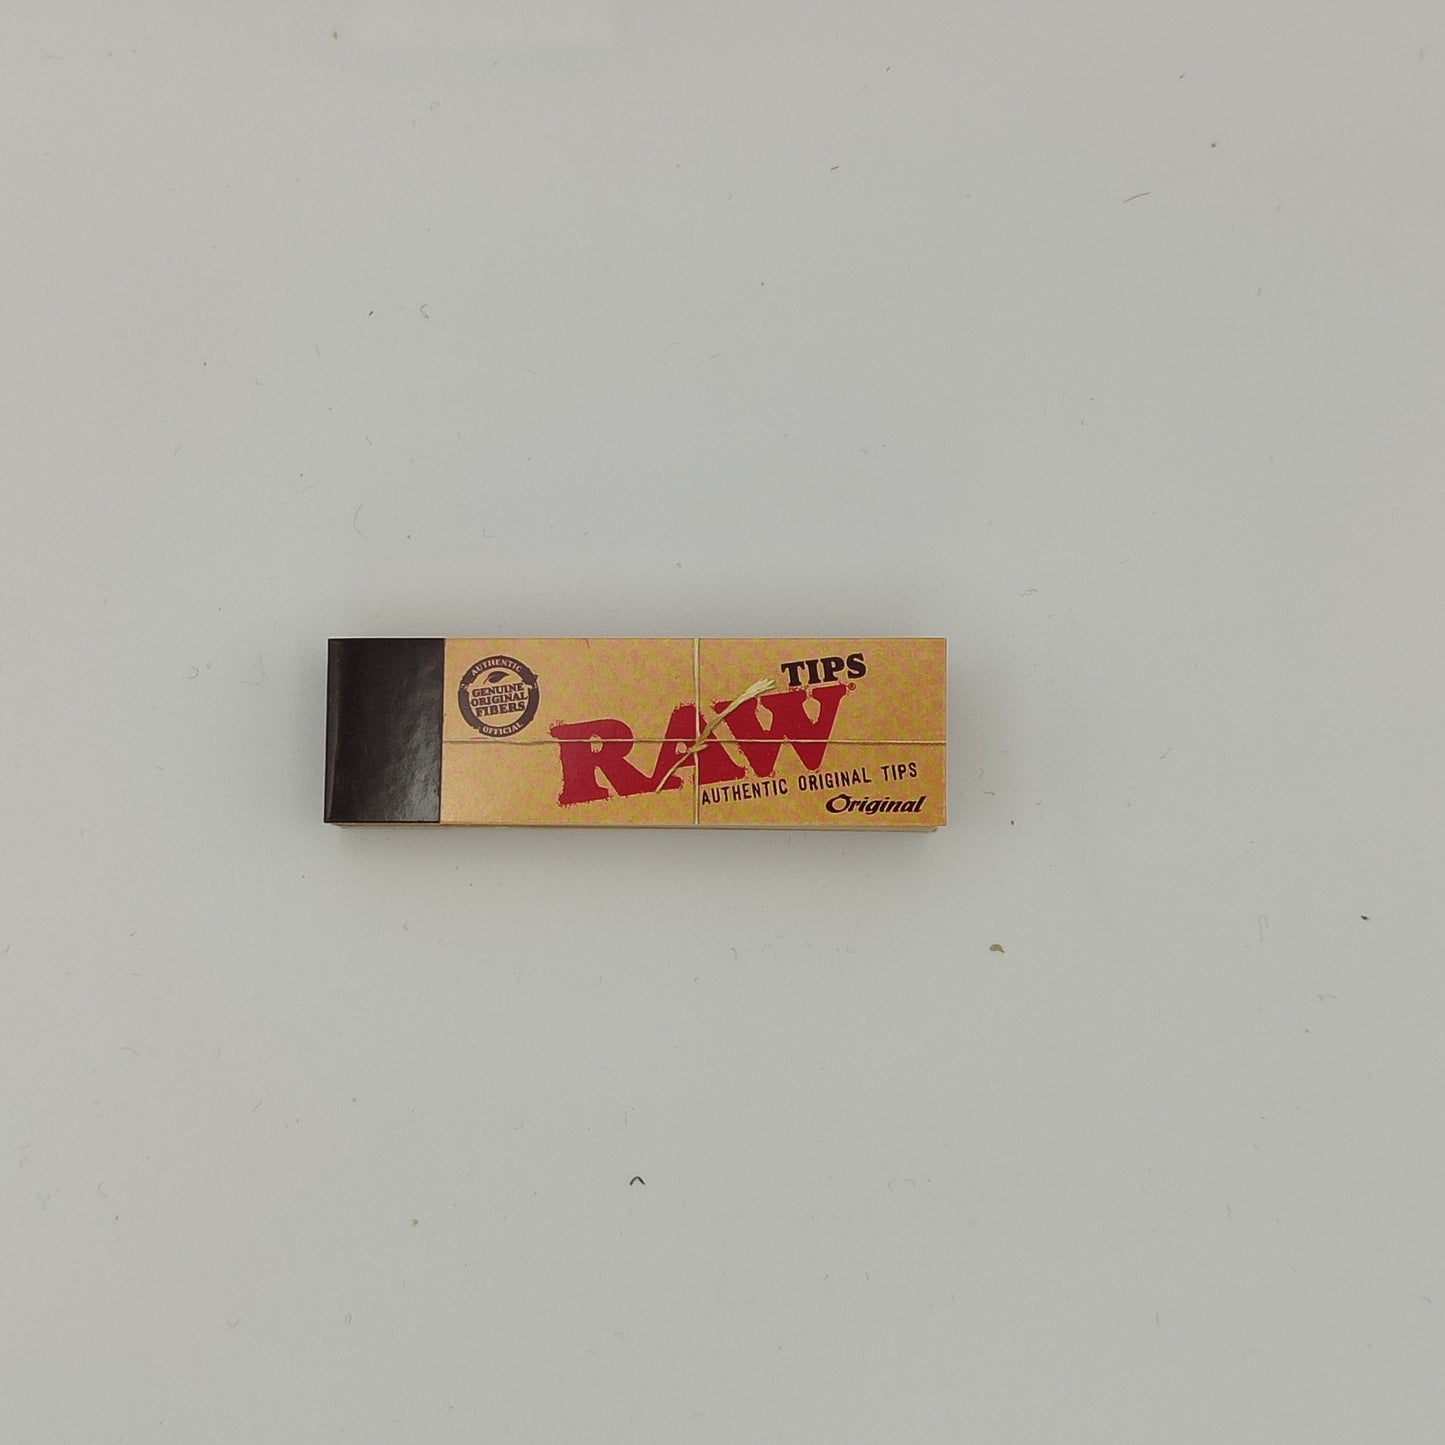 AUTHENTIC
GENUINE
ORIGINAL
FIBERS
OFFICIAL
TIPS
RAW®
AUTHENTIC ORIGINAL TIPS
Original